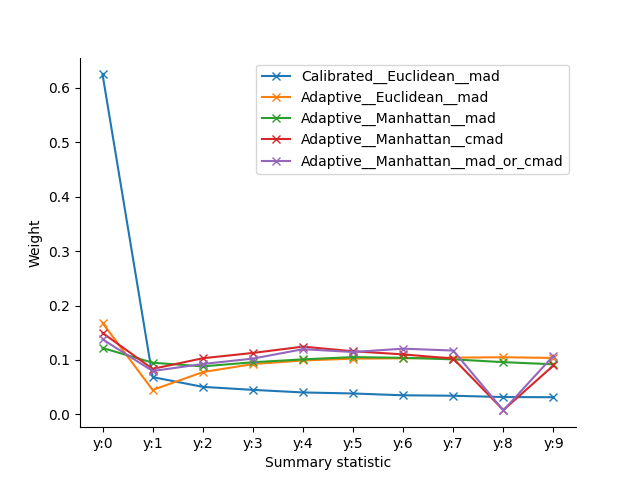 Calibrated__Euclidean__mad
Adaptive__Euclidean__mad
Adaptive__Manhattan__mad
Adaptive__Manhattan__cmad
Adaptive__Manhattan__mad_or_cmad
0.6
0.5
0.4
0.3
0.2
0.1
0.0
Weight
y:0 y:1 y:2 y:3 y:4 y:5 y:6 y:7 y:8 y:9
Summary statistic